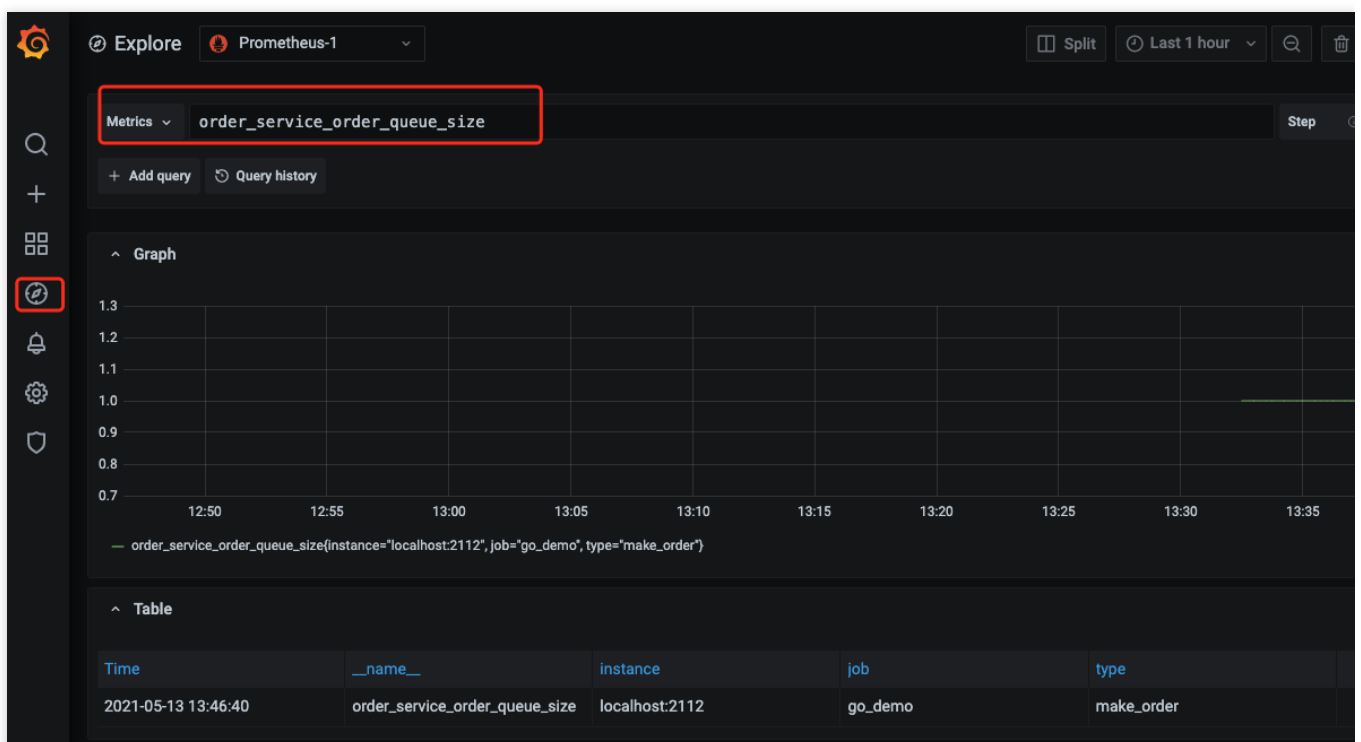 Explore Prometheus-1 Split Last 1 hour
Metrics order_service_order_queue_size Step
+ Add query Query history
Graph
1.3
1.2
1.1
1.0
0.9
0.8
0.7
12:50 12:55 13:00 13:05 13:10 13:15 13:20 13:25 13:30 13:35
order_service_order_queue_size{instance="localhost:2112", job="go_demo", type="make_order"}
Table
Time __name__ instance job type
2021-05-13 13:46:40 order_service_order_queue_size localhost:2112 go_demo make_order